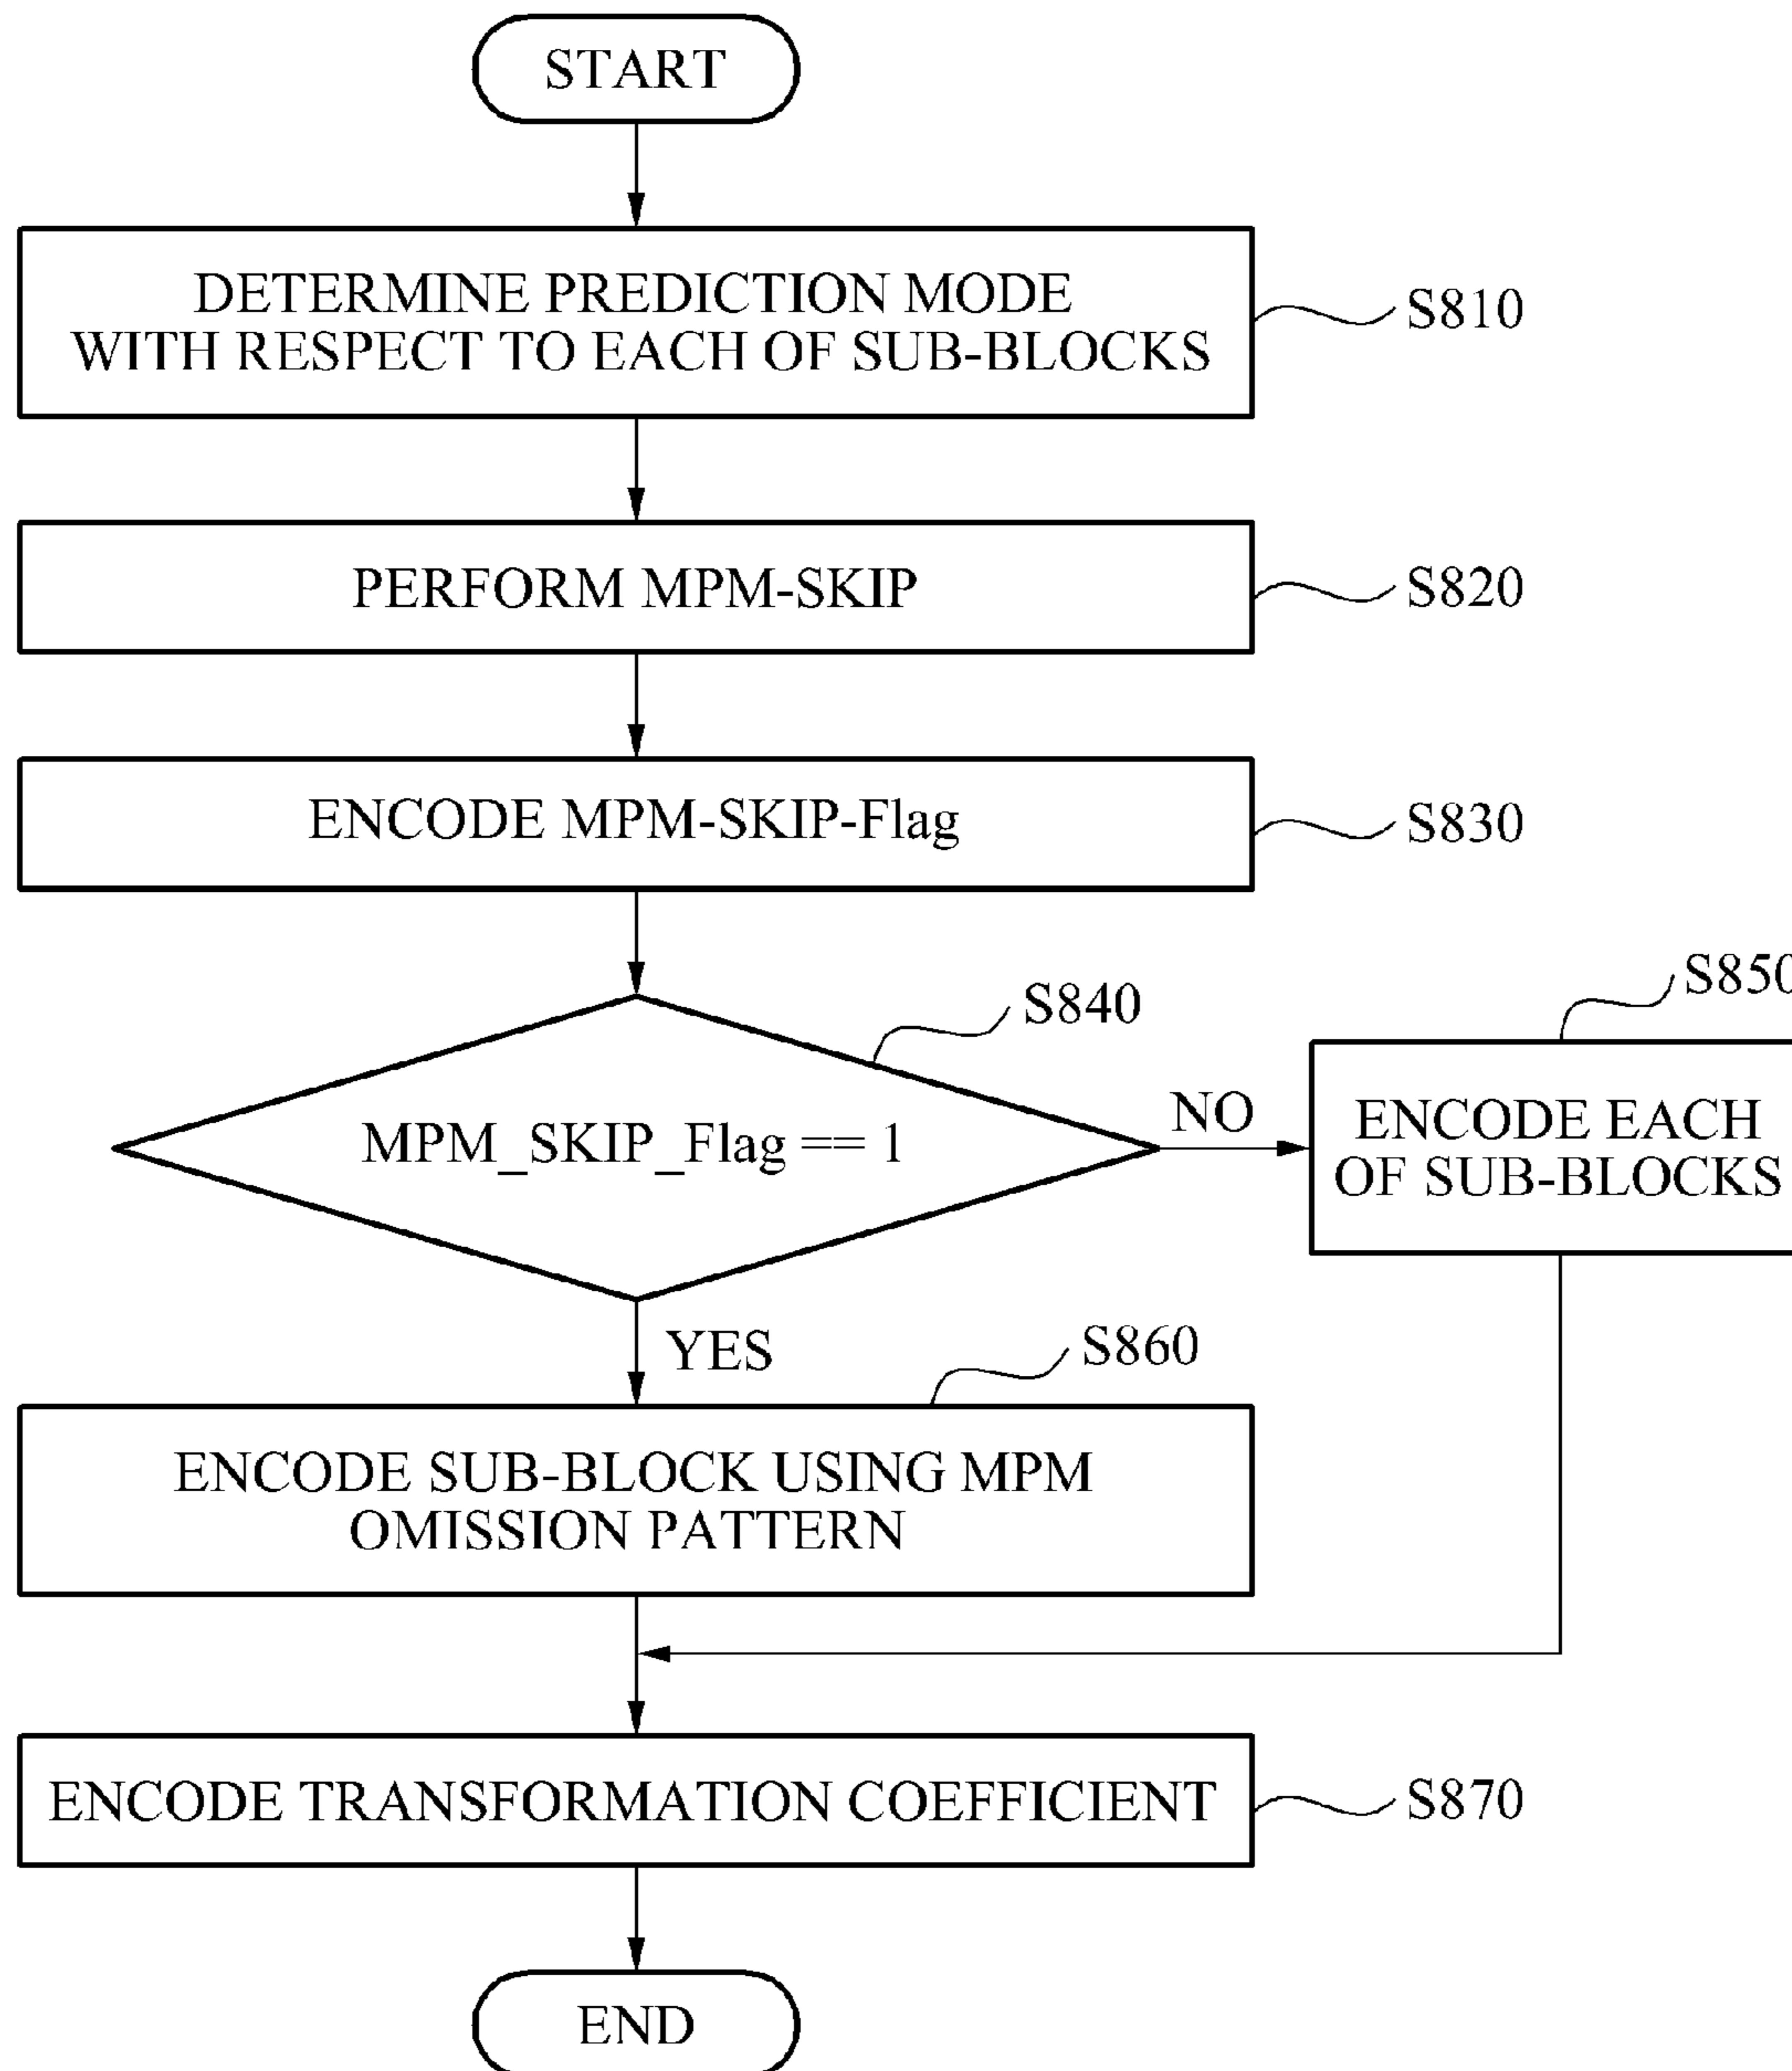 START
DETERMINE PREDICTION MODE
WITH RESPECT TO EACH OF SUB-BLOCKS
S810
PERFORM MPM-SKIP
S820
ENCODE MPM-SKIP-Flag
S830
S840
MPM_SKIP_Flag == 1
NO
S850
ENCODE EACH
OF SUB-BLOCKS
YES
S860
ENCODE SUB-BLOCK USING MPM
OMISSION PATTERN
ENCODE TRANSFORMATION COEFFICIENT
S870
END